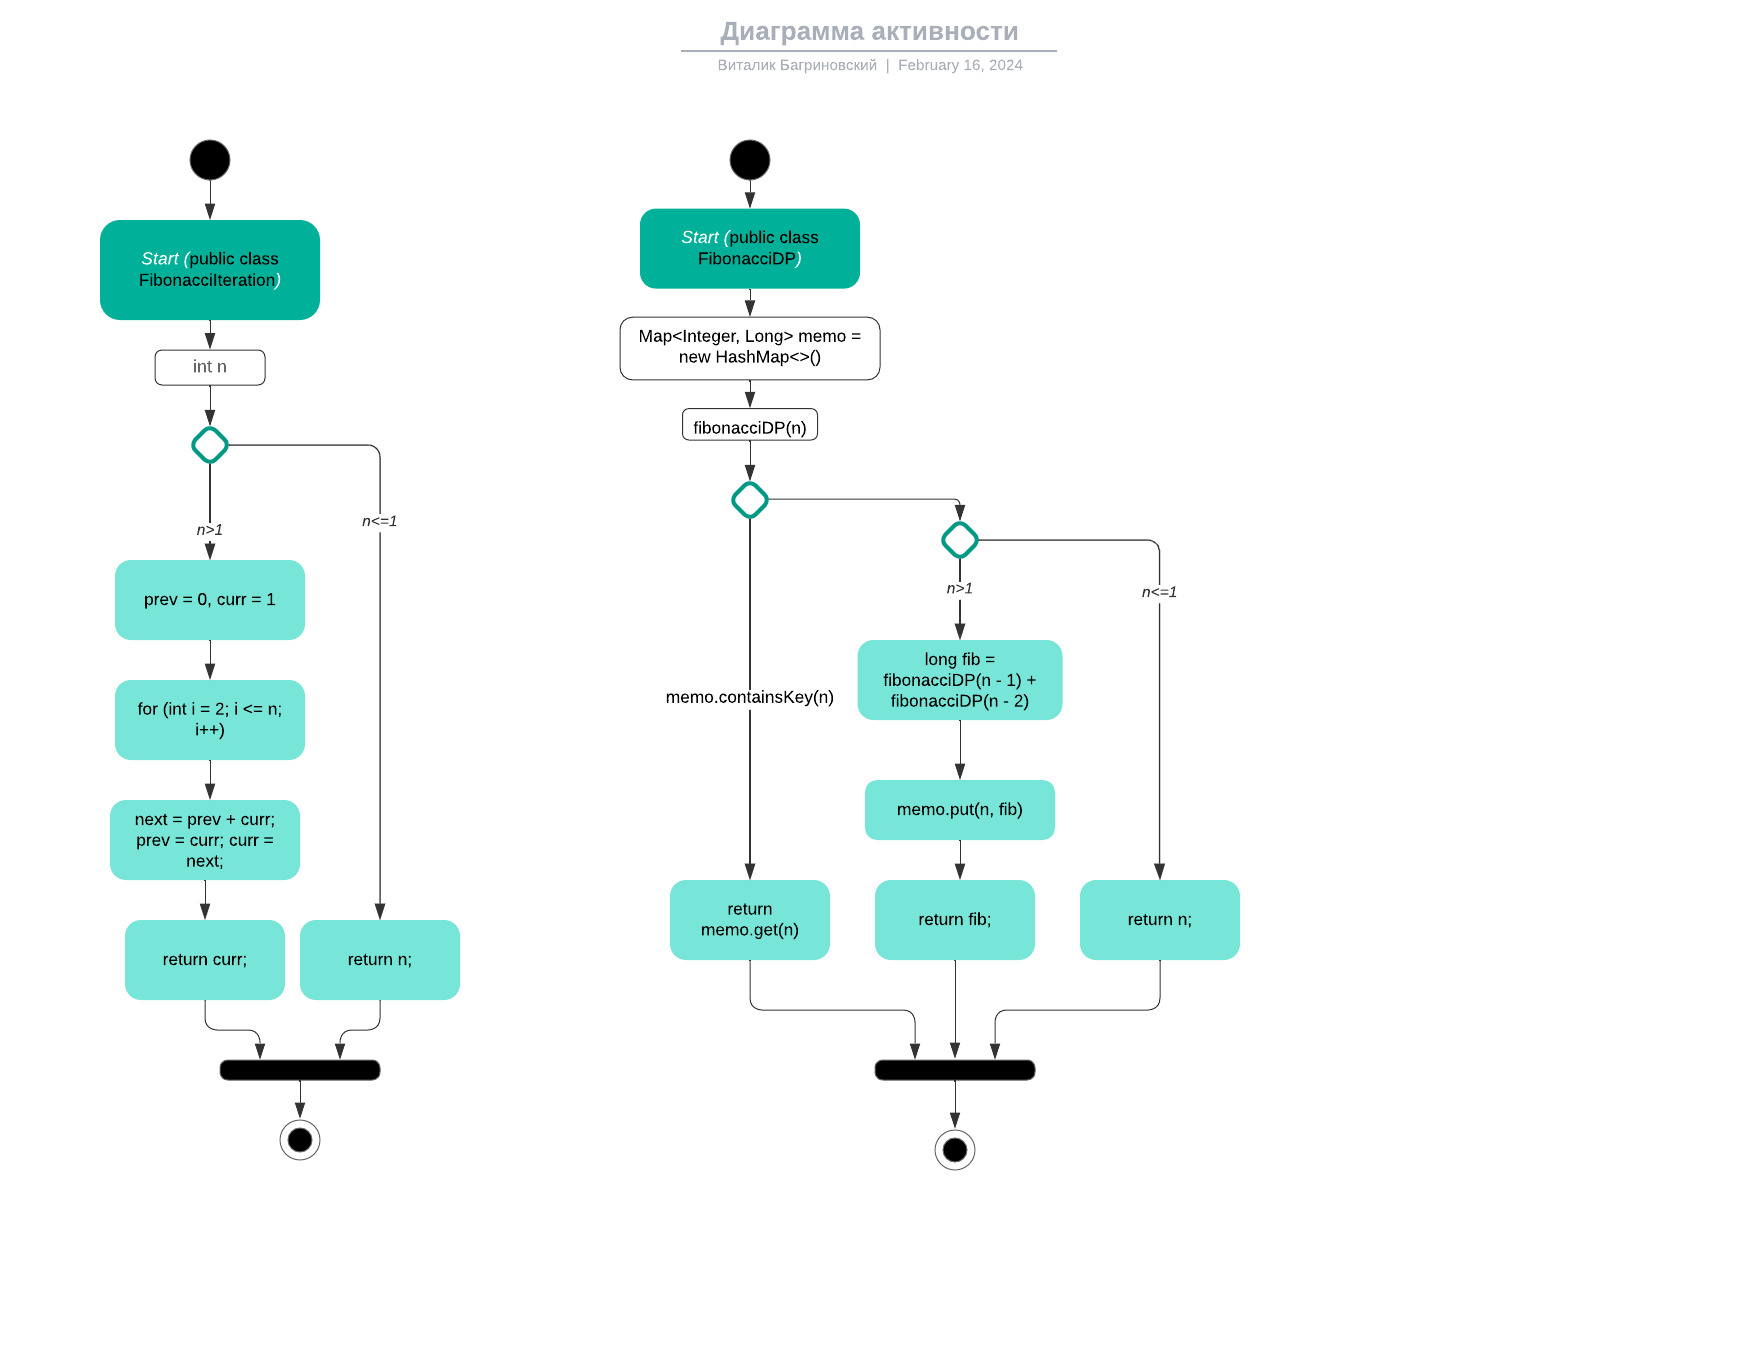 Диаграмма активности
Виталик Багриновский | February 16, 2024
Start (public class
FibonacciIteration)
int n
n>1
n<=1
prev = 0, curr = 1
for (int i = 2; i <= n;
i++)
next = prev + curr;
prev = curr; curr =
next;
return curr;
return n;
Start (public class
FibonacciDP)
Map<Integer, Long> memo =
new HashMap<>()
fibonacciDP(n)
memo.containsKey(n)
n>1
n<=1
long fib =
fibonacciDP(n - 1) +
fibonacciDP(n - 2)
memo.put(n, fib)
return
memo.get(n)
return fib;
return n;